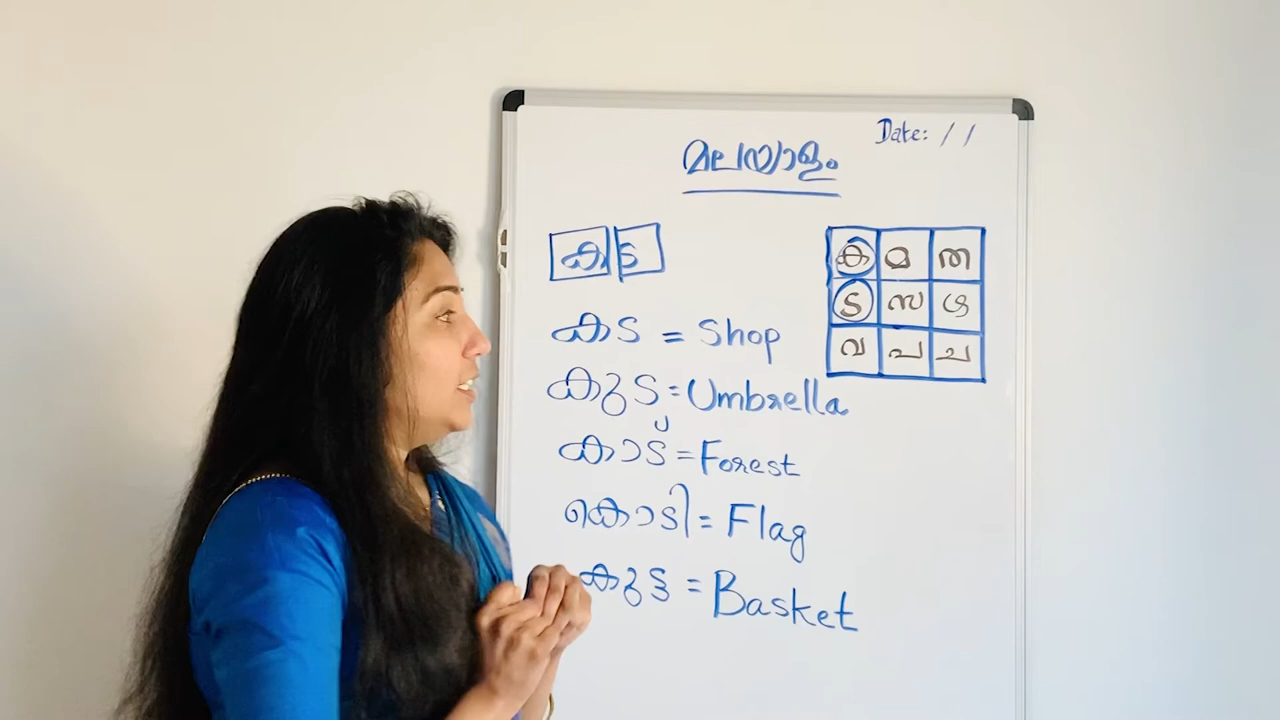 Date: / /
മലയാളം
ക ട
ക മ ത
ട സ ശ
വ പ ച
കട = Shop
കുട = Umbrella
കാട് = Forest
കൊടി = Flag
കുട്ട = Basket